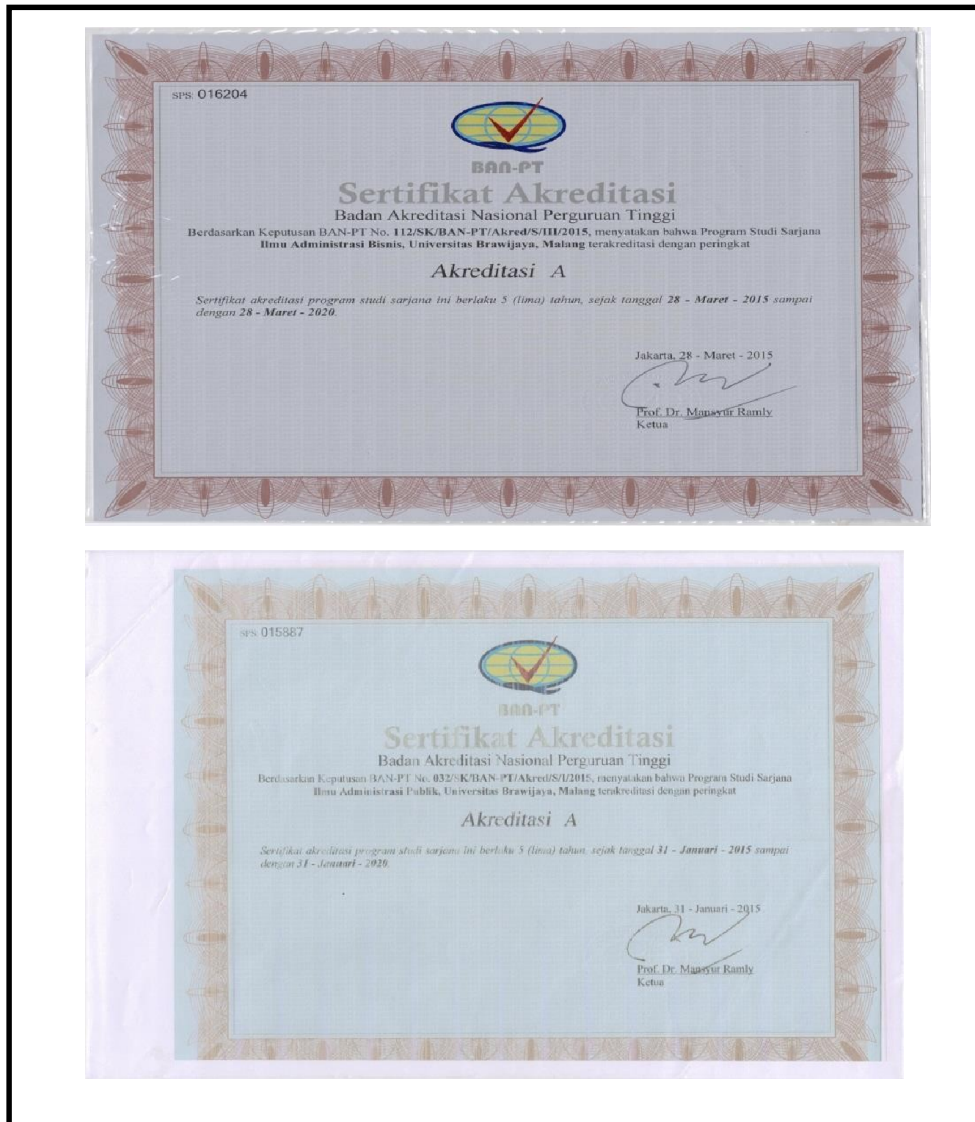 SPS: 016204
BAN-PT
Sertifikat Akreditasi
Badan Akreditasi Nasional Perguruan Tinggi
Berdasarkan Keputusan BAN-PT No. 112/SK/BAN-PT/Akred/S/III/2015, menyatakan bahwa Program Studi Sarjana
Ilmu Administrasi Bisnis, Universitas Brawijaya, Malang terakreditasi dengan peringkat
Akreditasi A
Sertifikat akreditasi program studi sarjana ini berlaku 5 (lima) tahun, sejak tanggal 28 - Maret - 2015 sampai
dengan 28 - Maret - 2020.
Jakarta, 28 - Maret - 2015
Prof. Dr. Mansyur Ramly
Ketua
SPS: 015887
BAN-PT
Sertifikat Akreditasi
Badan Akreditasi Nasional Perguruan Tinggi
Berdasarkan Keputusan BAN-PT No. 032/SK/BAN-PT/Akred/S/I/2015, menyatakan bahwa Program Studi Sarjana
Ilmu Administrasi Publik, Universitas Brawijaya, Malang terakreditasi dengan peringkat
Akreditasi A
Sertifikat akreditasi program studi sarjana ini berlaku 5 (lima) tahun, sejak tanggal 31 - Januari - 2015 sampai
dengan 31 - Januari - 2020.
Jakarta, 31 - Januari - 2015
Prof. Dr. Mansyur Ramly
Ketua